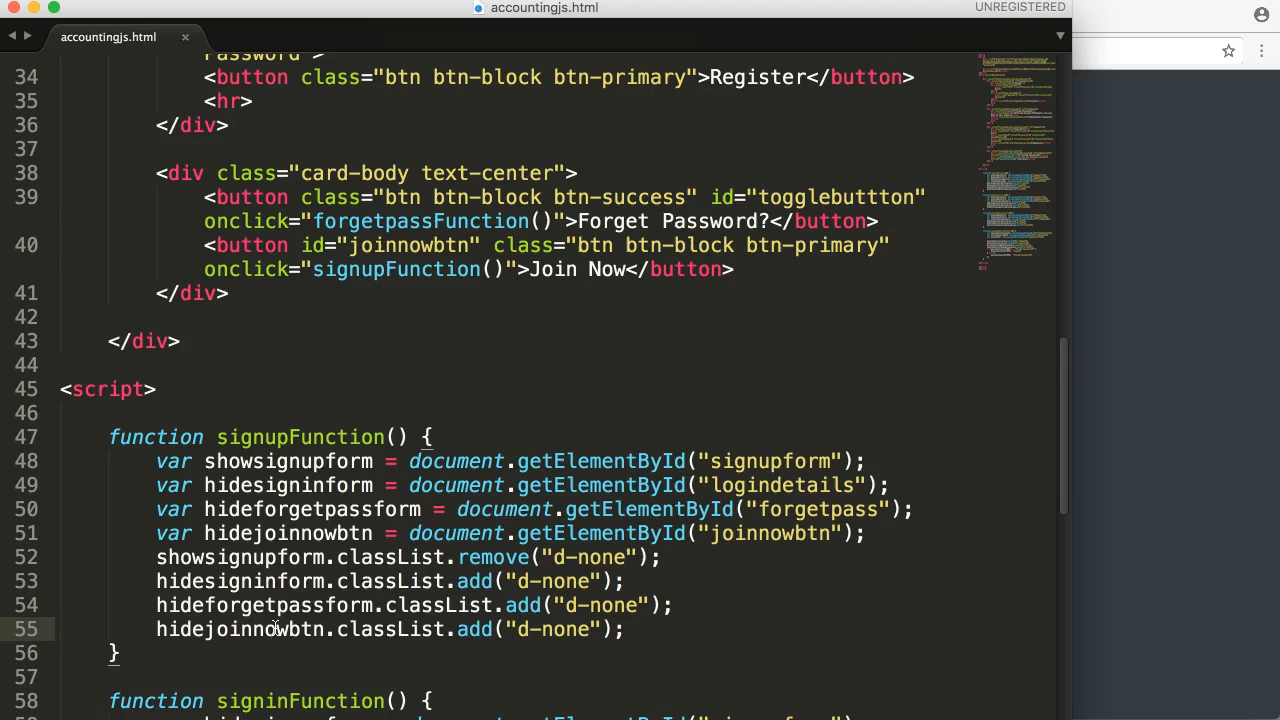 accountingjs.html
UNREGISTERED
accountingjs.html
Password">
34 <button class="btn btn-block btn-primary">Register</button>
35 <hr>
36 </div>
37
38 <div class="card-body text-center">
39 <button class="btn btn-block btn-success" id="togglebuttton"
onclick="forgetpassFunction()">Forget Password?</button>
40 <button id="joinnowbtn" class="btn btn-block btn-primary"
onclick="signupFunction()">Join Now</button>
41 </div>
42
43 </div>
44
45 <script>
46
47 function signupFunction() {
48 var showsignupform = document.getElementById("signupform");
49 var hidesigninform = document.getElementById("logindetails");
50 var hideforgetpassform = document.getElementById("forgetpass");
51 var hidejoinnowbtn = document.getElementById("joinnowbtn");
52 showsignupform.classList.remove("d-none");
53 hidesigninform.classList.add("d-none");
54 hideforgetpassform.classList.add("d-none");
55 hidejoinnowbtn.classList.add("d-none");
56 }
57
58 function signinFunction() {